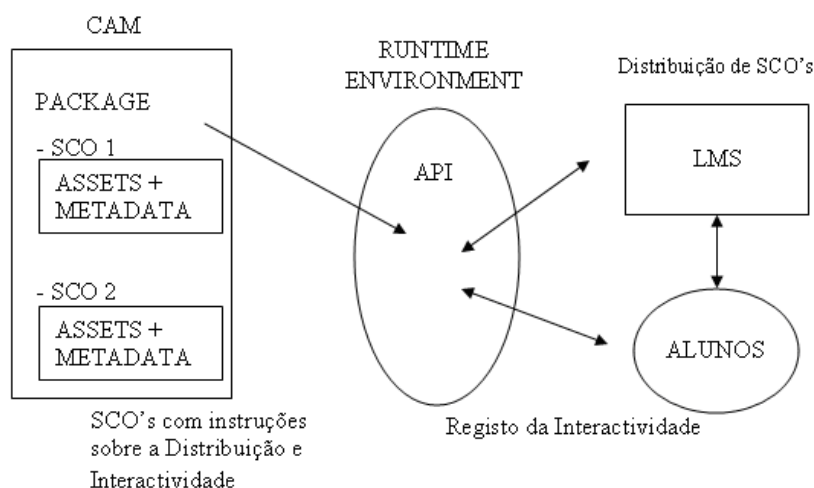 CAM
PACKAGE
- SCO 1
ASSETS +
METADATA
- SCO 2
ASSETS +
METADATA
SCO's com instruções
sobre a Distribuição e
Interactividade
RUNTIME
ENVIRONMENT
API
Distribuição de SCO's
LMS
ALUNOS
Registo da Interactividade